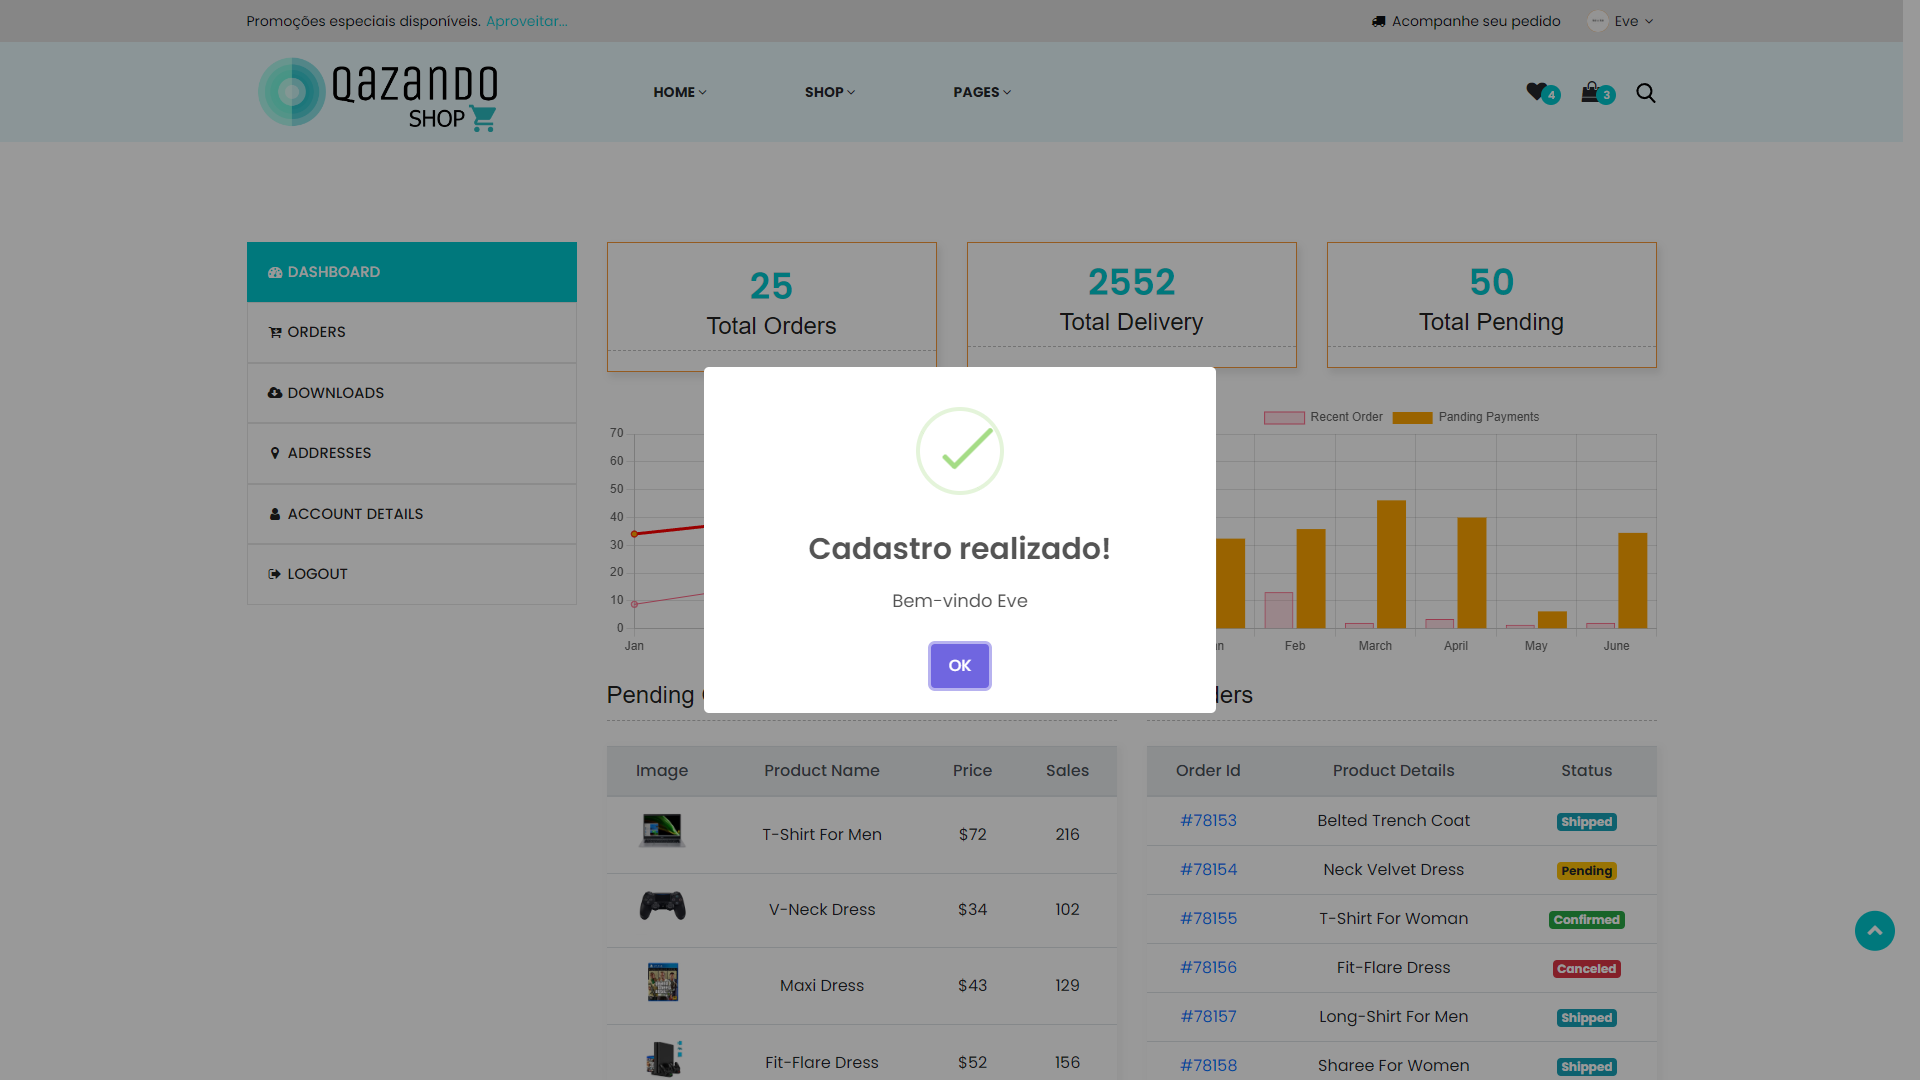 Promoções especiais disponíveis. Aproveitar...
Acompanhe seu pedido
Eve
QAZANDO
SHOP
HOME
SHOP
PAGES
4
3
DASHBOARD
ORDERS
DOWNLOADS
ADDRESSES
ACCOUNT DETAILS
LOGOUT
25
Total Orders
2552
Total Delivery
50
Total Pending
Recent Order
Panding Payments
70
60
50
40
30
20
10
0
Jan
Feb
March
April
May
June
Cadastro realizado!
Bem-vindo Eve
OK
Pending
Image Product Name Price Sales
T-Shirt For Men $72 216
V-Neck Dress $34 102
Maxi Dress $43 129
Fit-Flare Dress $52 156
Order Id Product Details Status
#78153 Belted Trench Coat Shipped
#78154 Neck Velvet Dress Pending
#78155 T-Shirt For Woman Confirmed
#78156 Fit-Flare Dress Canceled
#78157 Long-Shirt For Men Shipped
#78158 Sharee For Women Shipped